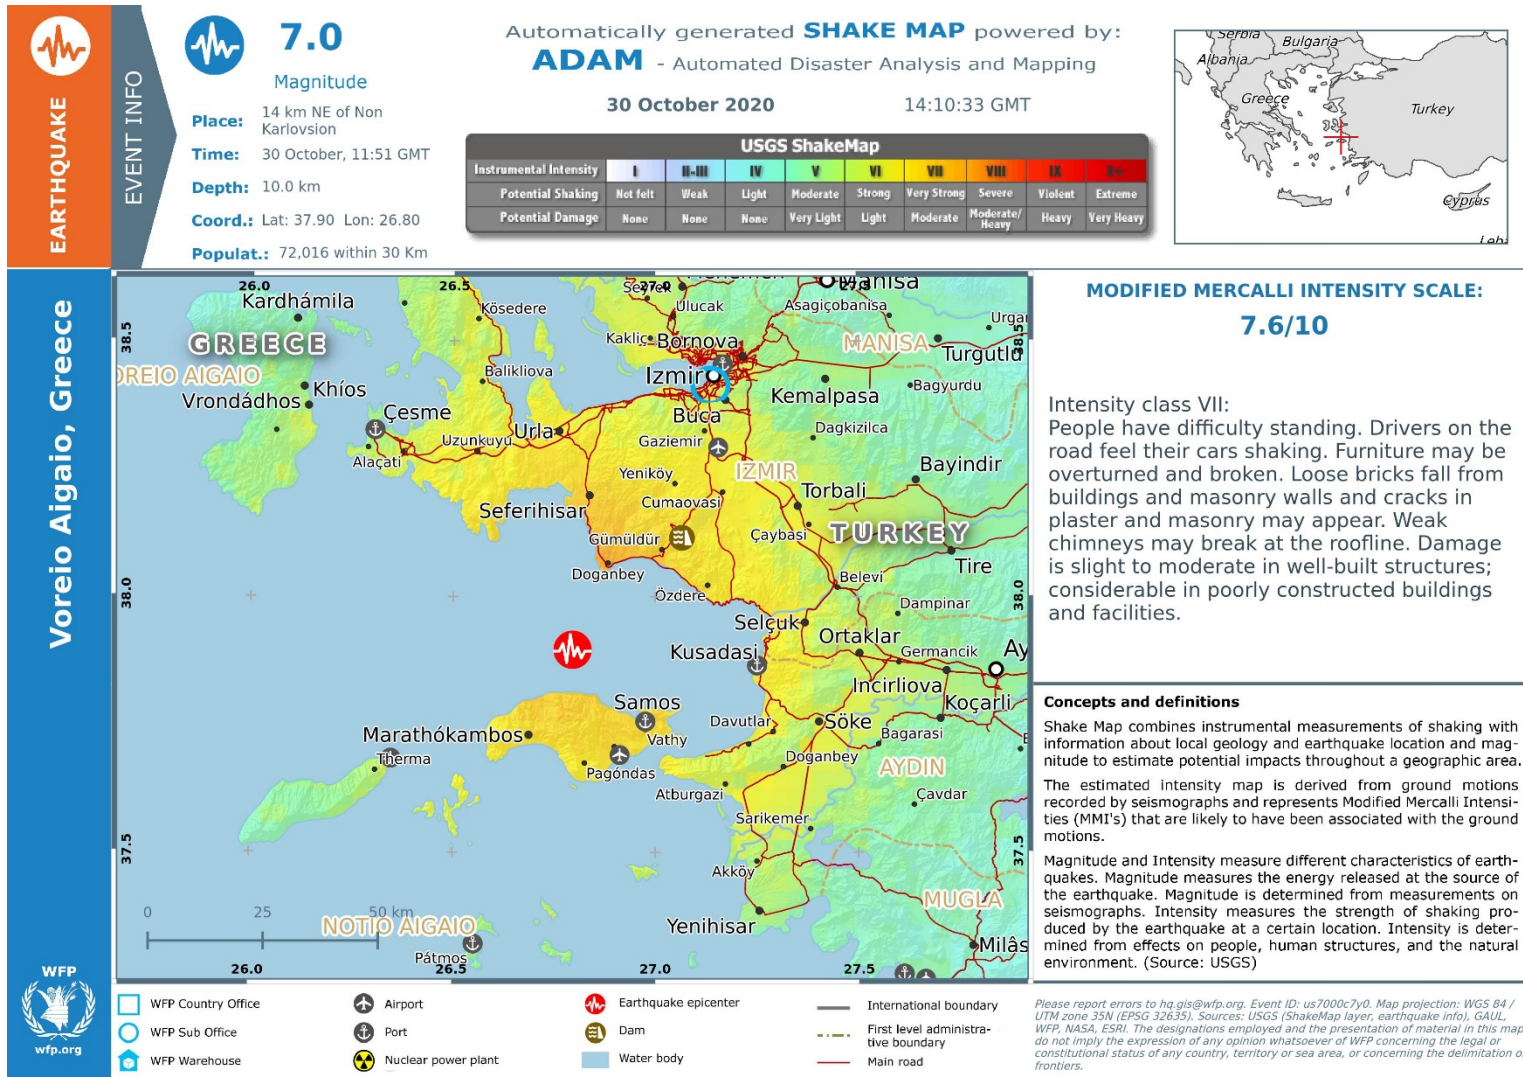 EARTHQUAKE
EVENT INFO
7.0
Magnitude
Place: 14 km NE of Non
Karlovsion
Time: 30 October, 11:51 GMT
Depth: 10.0 km
Coord.: Lat: 37.90 Lon: 26.80
Populat.: 72,016 within 30 Km
Automatically generated SHAKE MAP powered by:
ADAM - Automated Disaster Analysis and Mapping
30 October 2020 14:10:33 GMT
USGS ShakeMap
Instrumental Intensity I II-III IV V VI VII VIII IX X+
Potential Shaking Not felt Weak Light Moderate Strong Very Strong Severe Violent Extreme
Potential Damage None None None Very Light Light Moderate Moderate/
Heavy Heavy Very Heavy
Serbia
Bulgaria
Albania
Greece
Turkey
Cyprus
Voreio Aigaio, Greece
26.0 26.5 27.0 27.5
Manisa
Kardhámila
Kösedere
Seyrek
Ulucak
Asagiçobanisa
38.5
GREECE
Kakliç
Bornova
MANISA
Turgutlu
38.5
Balikliova
Izmir
Khíos
Kemalpasa
Bagyurdu
Vrondádhos
Çesme
Buca
Urla
Uzunkuyu
Gaziemir
Dagkizilca
Alaçati
Yeniköy
IZMIR
Bayindir
Cumaovasi
Torbali
Seferihisar
Gümüldür
Çaybasi
TURKEY
Doganbey
Tire
38.0
Özdere
Belevi
38.0
Dampinar
Selçuk
Ortaklar
Kusadasi
Germancik
Ay
Incirliova
Samos
Koçarli
Marathókambos
Vathy
Davutlar
Söke
Bagarasi
Therma
Pagóndas
Doganbey
AYDIN
Atburgazi
Çavdar
Sarikemer
37.5
37.5
Akköy
MUGLA
0 25 50 km
NOTIO AIGAIO
Yenihisar
Milâs
Pátmos
26.0 26.5 27.0 27.5
MODIFIED MERCALLI INTENSITY SCALE:
7.6/10
Intensity class VII:
People have difficulty standing. Drivers on the
road feel their cars shaking. Furniture may be
overturned and broken. Loose bricks fall from
buildings and masonry walls and cracks in
plaster and masonry may appear. Weak
chimneys may break at the roofline. Damage
is slight to moderate in well-built structures;
considerable in poorly constructed buildings
and facilities.
Concepts and definitions
Shake Map combines instrumental measurements of shaking with
information about local geology and earthquake location and mag-
nitude to estimate potential impacts throughout a geographic area.
The estimated intensity map is derived from ground motions
recorded by seismographs and represents Modified Mercalli Intensi-
ties (MMI's) that are likely to have been associated with the ground
motions.
Magnitude and Intensity measure different characteristics of earth-
quakes. Magnitude measures the energy released at the source of
the earthquake. Magnitude is determined from measurements on
seismographs. Intensity measures the strength of shaking pro-
duced by the earthquake at a certain location. Intensity is deter-
mined from effects on people, human structures, and the natural
environment. (Source: USGS)
WFP
wfp.org
WFP Country Office
WFP Sub Office
WFP Warehouse
Airport
Port
Nuclear power plant
Earthquake epicenter
Dam
Water body
International boundary
First level administra-
tive boundary
Main road
Please report errors to hq.gis@wfp.org. Event ID: us7000c7y0. Map projection: WGS 84 /
UTM zone 35N (EPSG 32635). Sources: USGS (ShakeMap layer, earthquake info), GAUL,
WFP, NASA, ESRI. The designations employed and the presentation of material in this map
do not imply the expression of any opinion whatsoever of WFP concerning the legal or
constitutional status of any country, territory or sea area, or concerning the delimitation of
frontiers.